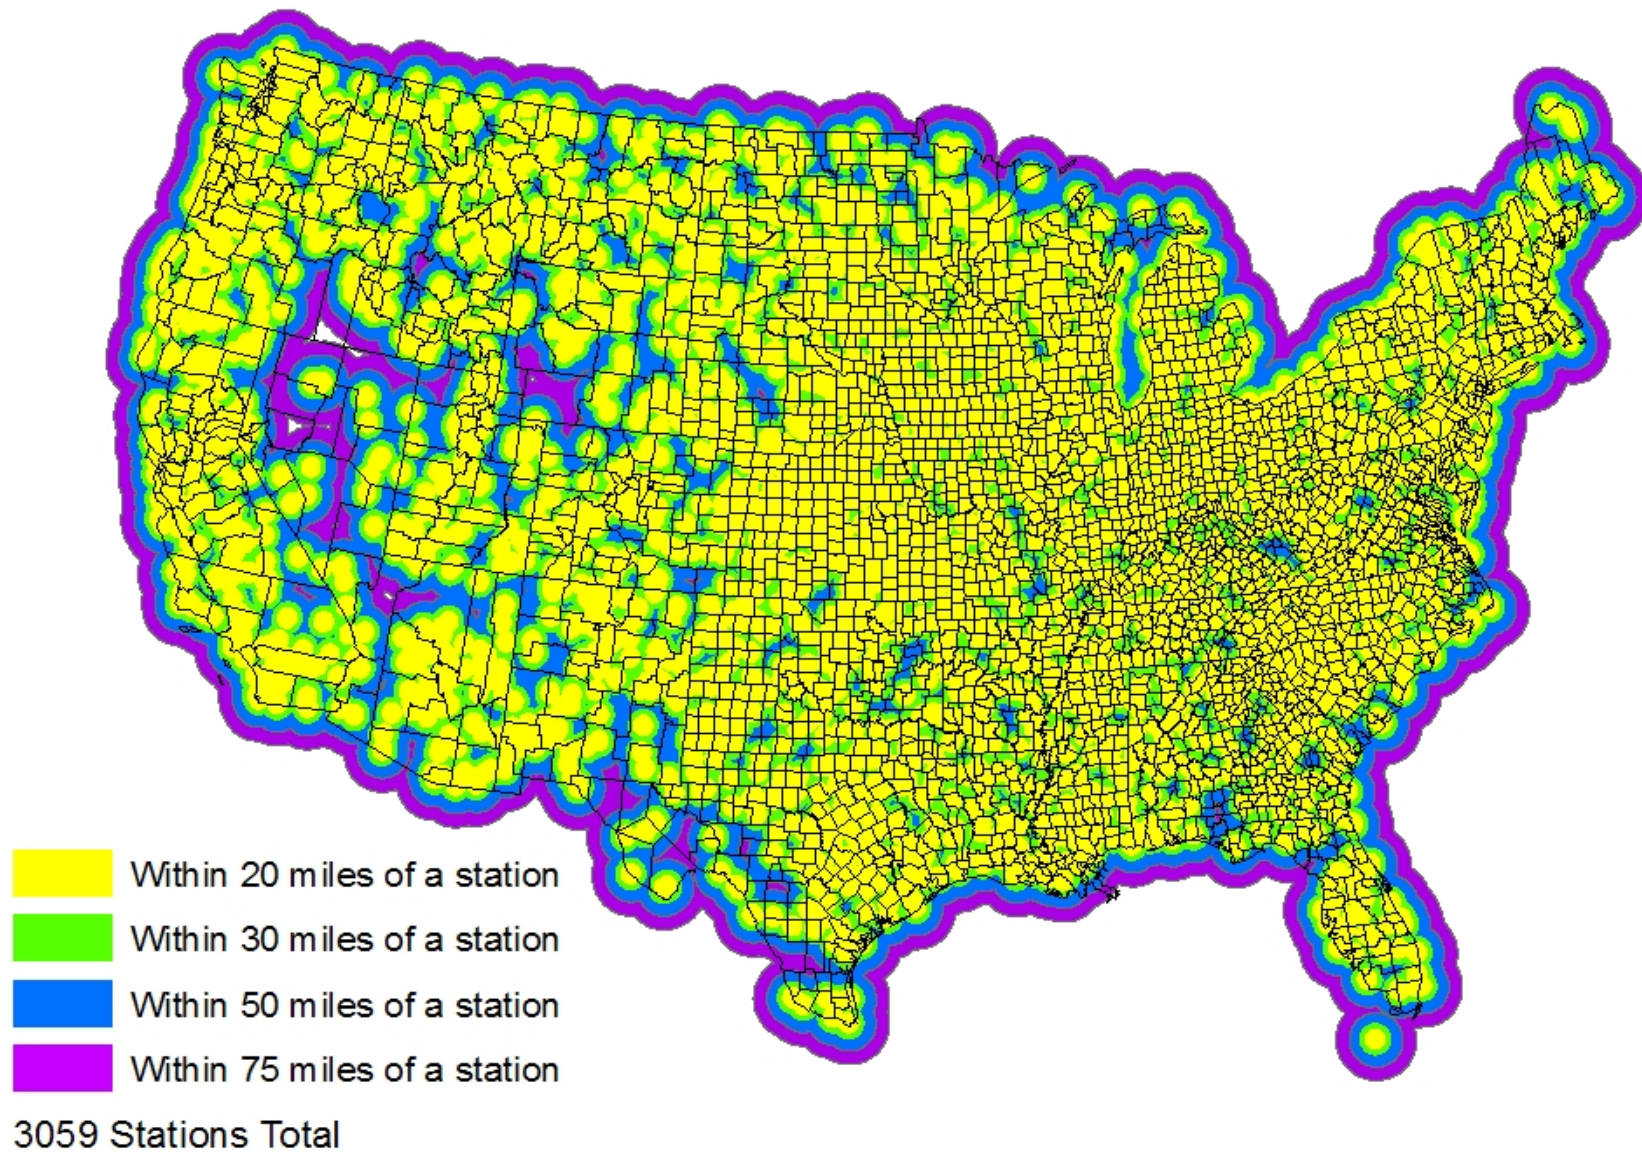 Within 20 miles of a station
Within 30 miles of a station
Within 50 miles of a station
Within 75 miles of a station
3059 Stations Total